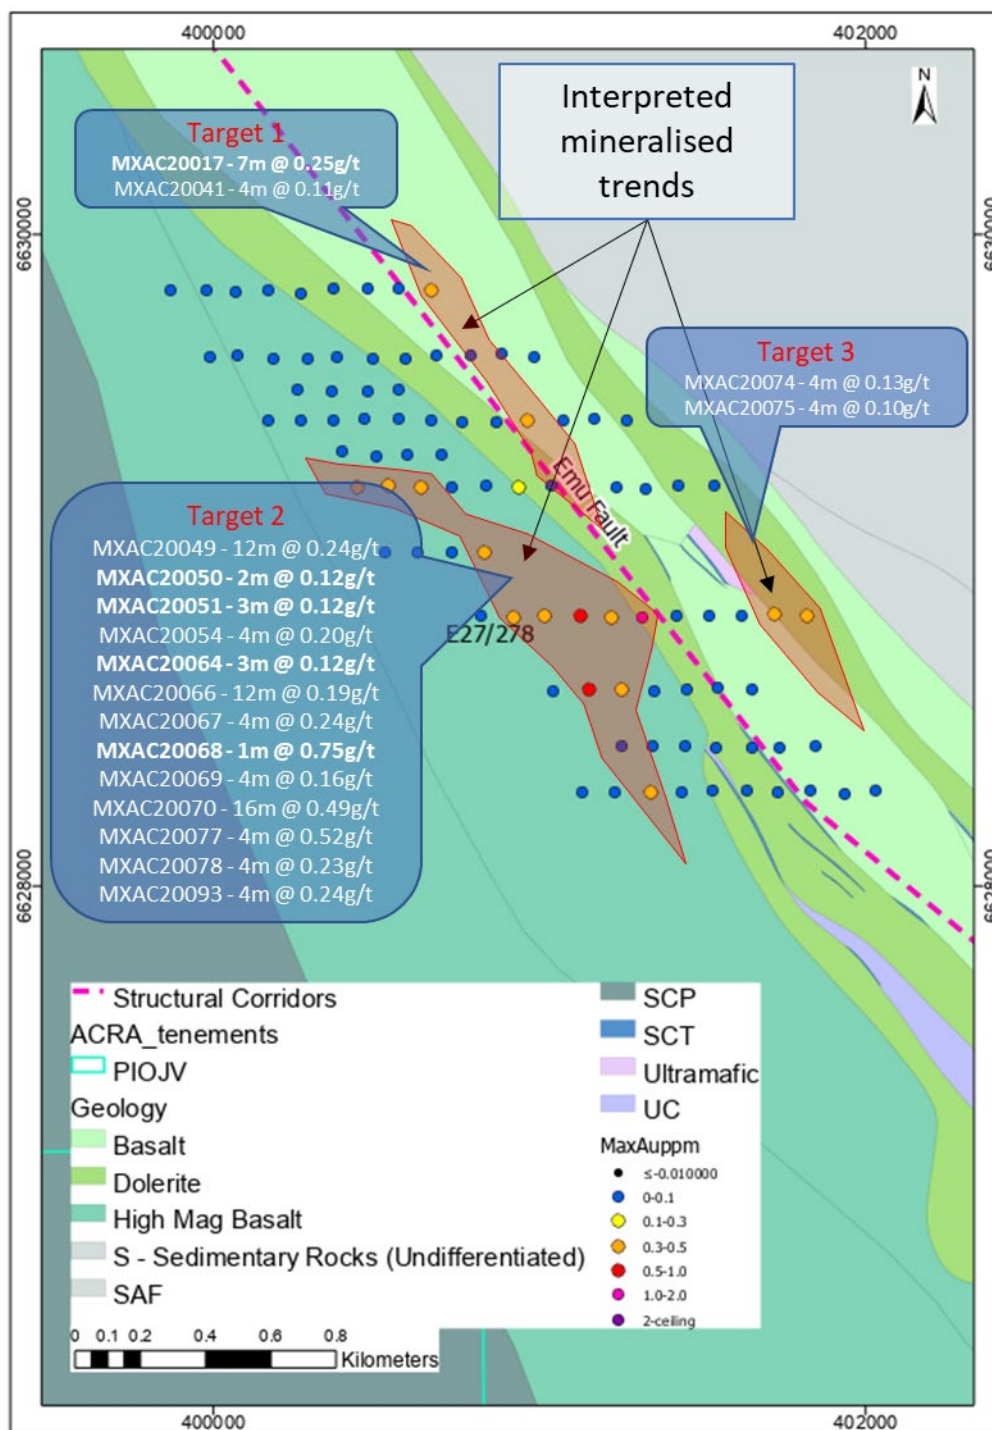 400000
402000
6630000
6630000
N
Interpreted
mineralised
trends
Target 1
MXAC20017 - 7m @ 0.25g/t
MXAC20041 - 4m @ 0.11g/t
Target 3
MXAC20074 - 4m @ 0.13g/t
MXAC20075 - 4m @ 0.10g/t
Emu Fault
Target 2
MXAC20049 - 12m @ 0.24g/t
MXAC20050 - 2m @ 0.12g/t
MXAC20051 - 3m @ 0.12g/t
MXAC20054 - 4m @ 0.20g/t
MXAC20064 - 3m @ 0.12g/t
MXAC20066 - 12m @ 0.19g/t
MXAC20067 - 4m @ 0.24g/t
MXAC20068 - 1m @ 0.75g/t
MXAC20069 - 4m @ 0.16g/t
MXAC20070 - 16m @ 0.49g/t
MXAC20077 - 4m @ 0.52g/t
MXAC20078 - 4m @ 0.23g/t
MXAC20093 - 4m @ 0.24g/t
E27/278
6628000
6628000
Structural Corridors
ACRA_tenements
PIOJV
Geology
Basalt
Dolerite
High Mag Basalt
S - Sedimentary Rocks (Undifferentiated)
SAF
SCP
SCT
Ultramafic
UC
MaxAuppm
≤-0.010000
0-0.1
0.1-0.3
0.3-0.5
0.5-1.0
1.0-2.0
2-ceiling
0 0.1 0.2 0.4 0.6 0.8
Kilometers
400000
402000